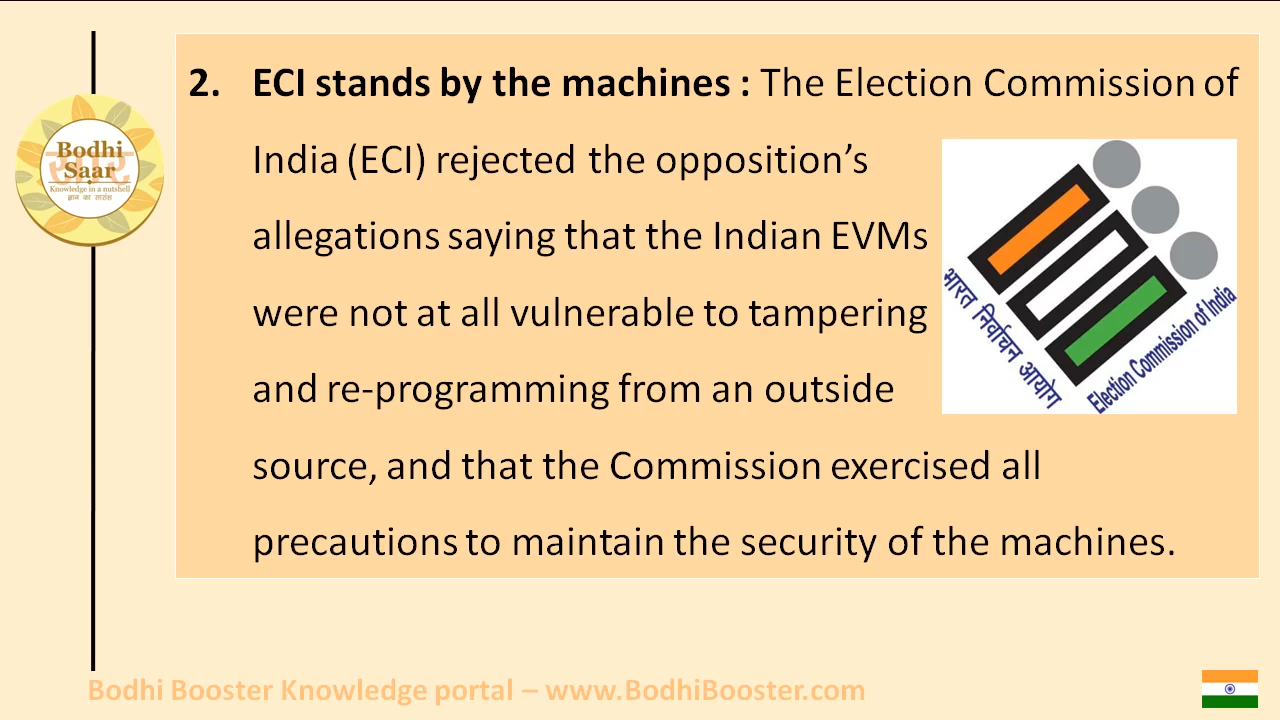 2. ECI stands by the machines : The Election Commission of
India (ECI) rejected the opposition’s
allegations saying that the Indian EVMs
were not at all vulnerable to tampering
and re-programming from an outside
source, and that the Commission exercised all
precautions to maintain the security of the machines.
भारत निर्वाचन आयोग
Election Commission of India
Bodhi
Saar
Knowledge in a nutshell
ज्ञान का सारांश
Bodhi Booster Knowledge portal – www.BodhiBooster.com